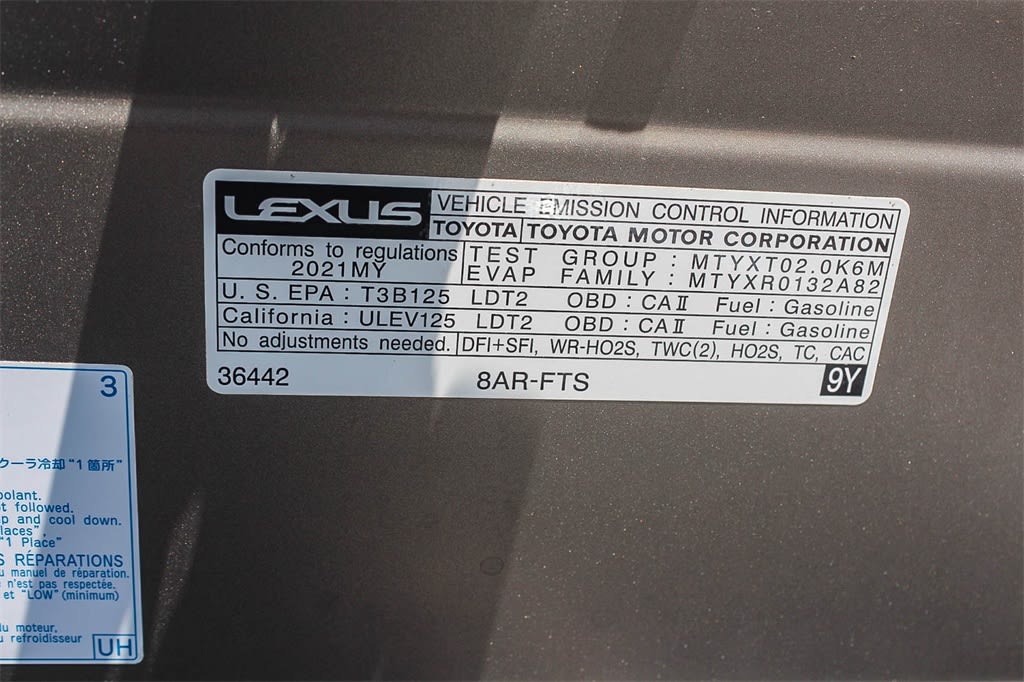 LEXUS VEHICLE EMISSION CONTROL INFORMATION
TOYOTA TOYOTA MOTOR CORPORATION
Conforms to regulations 2021MY
TEST GROUP : MTYXT02.0K6M
EVAP FAMILY : MTYXR0132A82
U. S. EPA : T3B125 LDT2 OBD : CAⅡ Fuel : Gasoline
California : ULEV125 LDT2 OBD : CAⅡ Fuel : Gasoline
No adjustments needed. DFI+SFI, WR-HO2S, TWC(2), HO2S, TC, CAC
36442 8AR-FTS 9Y
3
クーラ冷却“1箇所”
oolant.
t followed.
p and cool down.
laces”,
“1 Place”
S RÉPARATIONS
u manuel de réparation.
n'est pas respectée.
et “LOW” (minimum)
du moteur.
u refroidisseur
UH